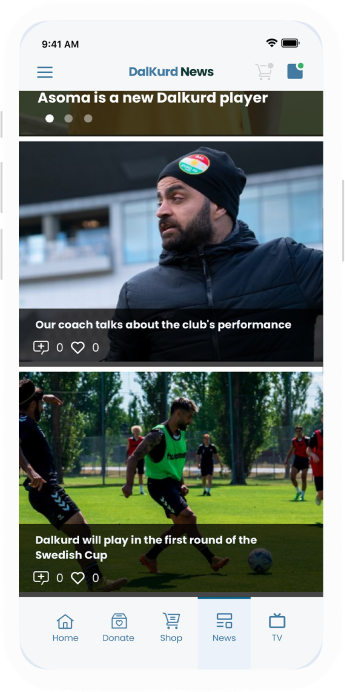 9:41 AM
DalKurd News
Asoma is a new Dalkurd player
Our coach talks about the club's performance
0 0
Dalkurd will play in the first round of the
Swedish Cup
0 0
Home Donate Shop News TV